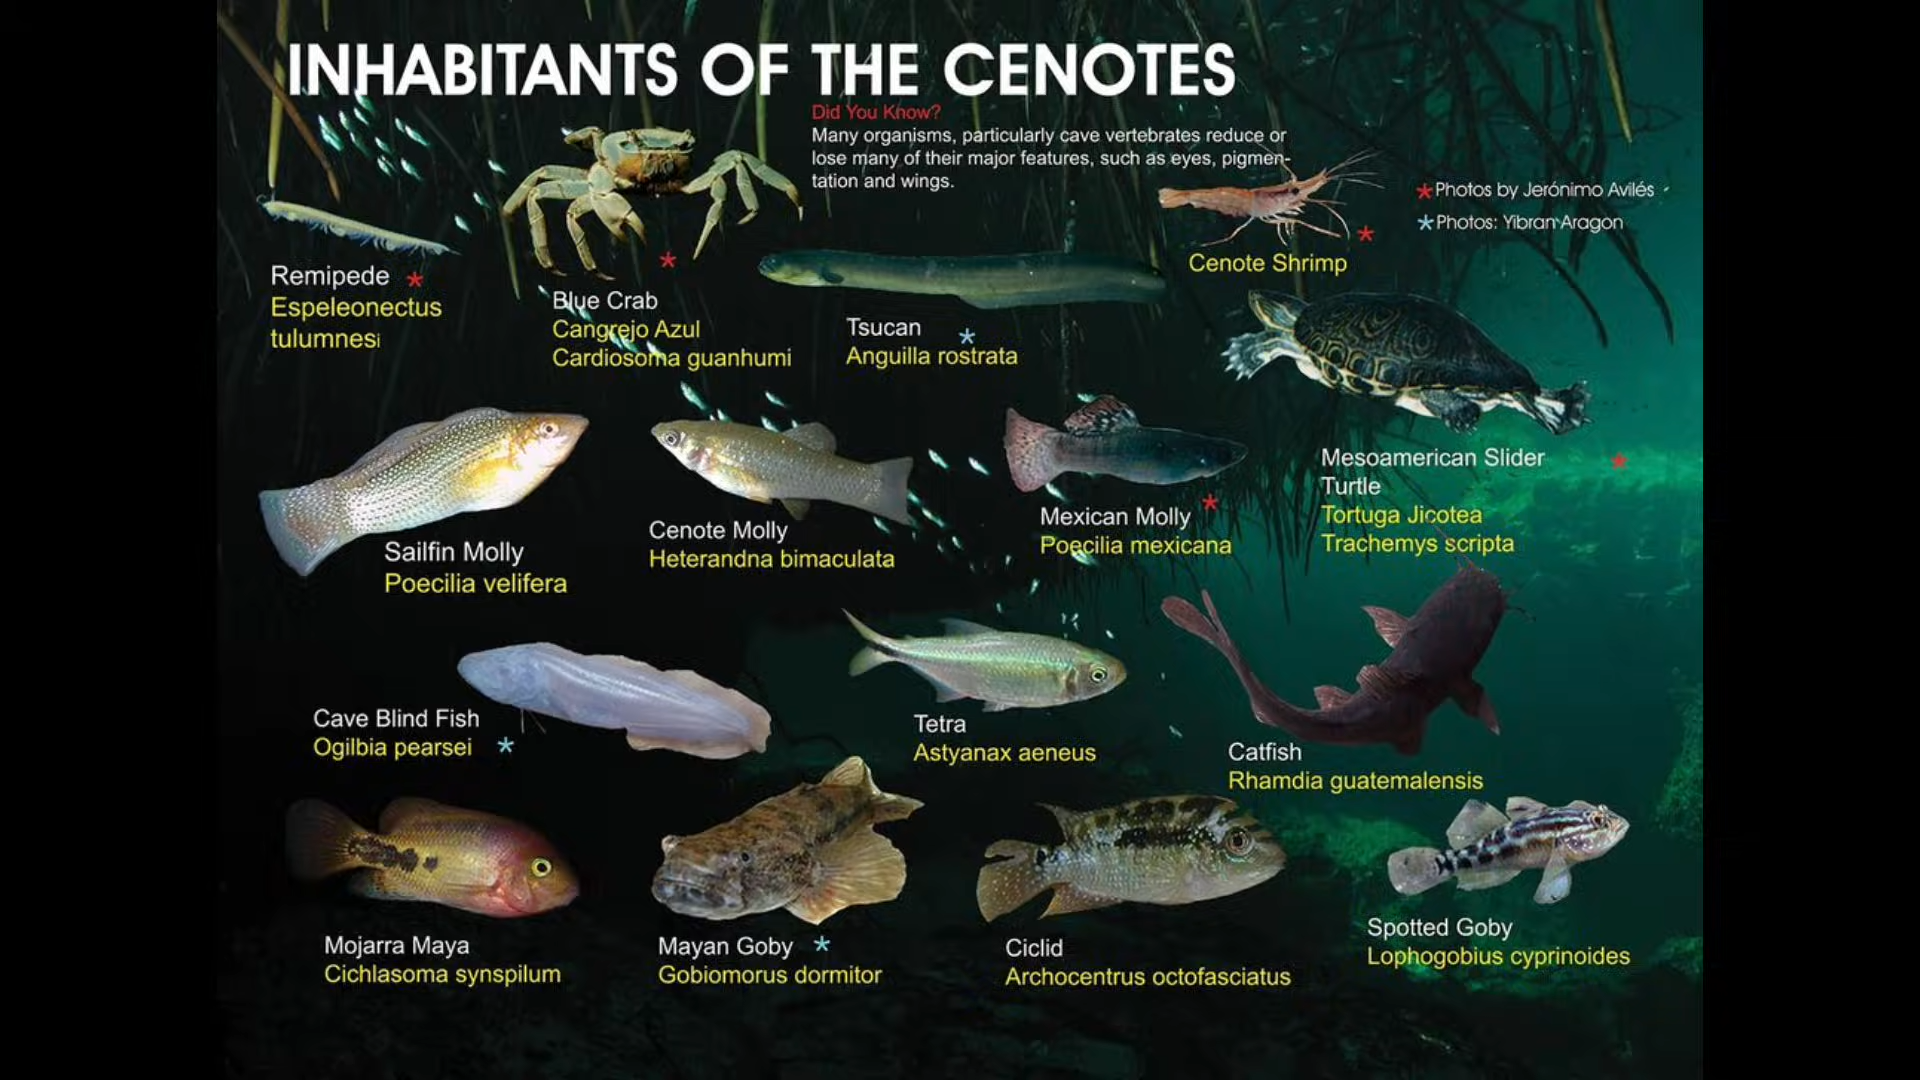 INHABITANTS OF THE CENOTES
Did You Know?
Many organisms, particularly cave vertebrates reduce or
lose many of their major features, such as eyes, pigmen-
tation and wings.
* Photos by Jerónimo Avilés
* Photos: Yibran Aragon
Remipede *
Espeleonectus
tulumnesi
*
Blue Crab
Cangrejo Azul
Cardiosoma guanhumi
Tsucan *
Anguilla rostrata
*
Cenote Shrimp
Sailfin Molly
Poecilia velifera
Cenote Molly
Heterandna bimaculata
Mexican Molly *
Poecilia mexicana
Mesoamerican Slider *
Turtle
Tortuga Jicotea
Trachemys scripta
Cave Blind Fish
Ogilbia pearsei *
Tetra
Astyanax aeneus
Catfish
Rhamdia guatemalensis
Mojarra Maya
Cichlasoma synspilum
Mayan Goby *
Gobiomorus dormitor
Ciclid
Archocentrus octofasciatus
Spotted Goby
Lophogobius cyprinoides